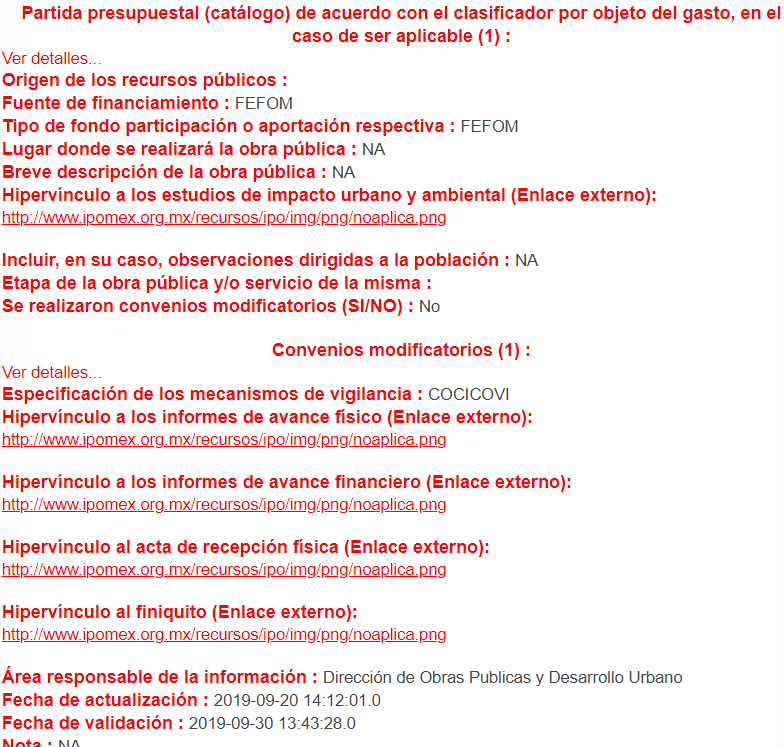 Partida presupuestal (catálogo) de acuerdo con el clasificador por objeto del gasto, en el
caso de ser aplicable (1) :
Ver detalles...
Origen de los recursos públicos :
Fuente de financiamiento : FEFOM
Tipo de fondo participación o aportación respectiva : FEFOM
Lugar donde se realizará la obra pública : NA
Breve descripción de la obra pública : NA
Hipervínculo a los estudios de impacto urbano y ambiental (Enlace externo):
http://www.ipomex.org.mx/recursos/ipo/img/png/noaplica.png
Incluir, en su caso, observaciones dirigidas a la población : NA
Etapa de la obra pública y/o servicio de la misma :
Se realizaron convenios modificatorios (SI/NO) : No
Convenios modificatorios (1) :
Ver detalles...
Especificación de los mecanismos de vigilancia : COCICOVI
Hipervínculo a los informes de avance físico (Enlace externo):
http://www.ipomex.org.mx/recursos/ipo/img/png/noaplica.png
Hipervínculo a los informes de avance financiero (Enlace externo):
http://www.ipomex.org.mx/recursos/ipo/img/png/noaplica.png
Hipervínculo al acta de recepción física (Enlace externo):
http://www.ipomex.org.mx/recursos/ipo/img/png/noaplica.png
Hipervínculo al finiquito (Enlace externo):
http://www.ipomex.org.mx/recursos/ipo/img/png/noaplica.png
Área responsable de la información : Dirección de Obras Publicas y Desarrollo Urbano
Fecha de actualización : 2019-09-20 14:12:01.0
Fecha de validación : 2019-09-30 13:43:28.0
Nota : NA